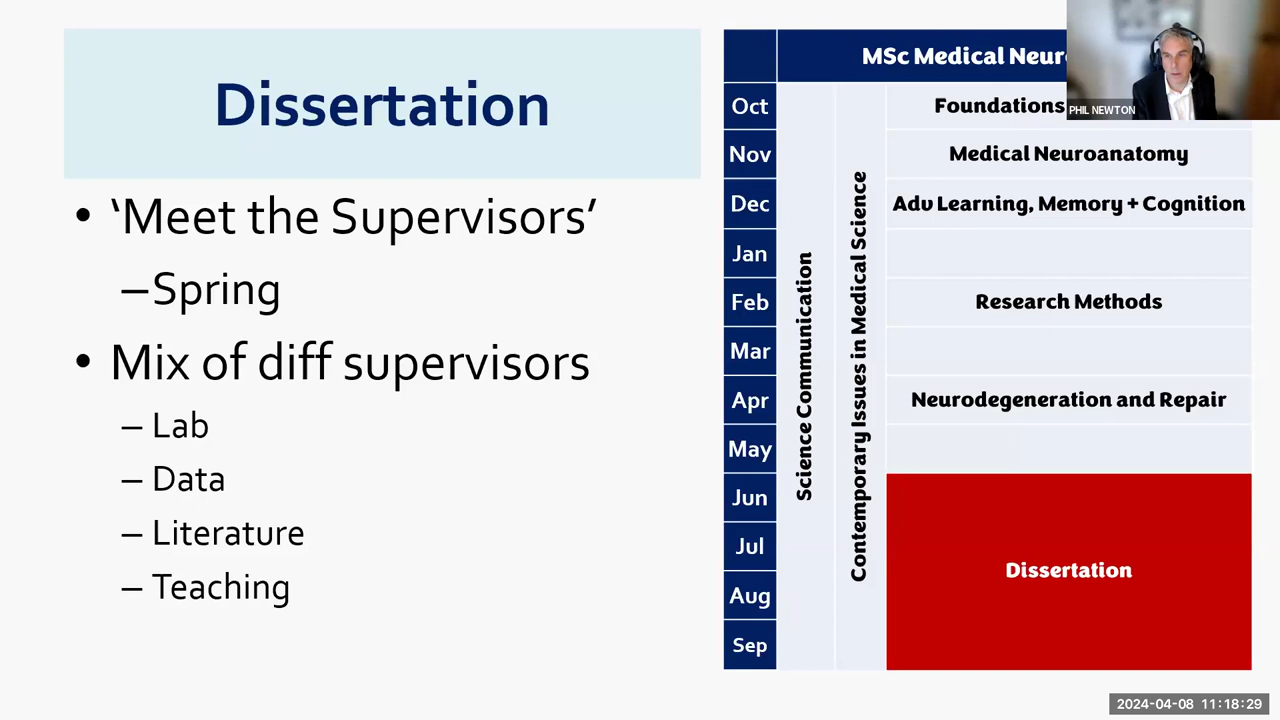 Dissertation
• ‘Meet the Supervisors’
–Spring
• Mix of diff supervisors
– Lab
– Data
– Literature
– Teaching
MSc Medical
PHIL NEWTON
Oct
Foundations
Nov
Medical Neuroanatomy
Dec
Adv Learning, Memory + Cognition
Jan
Feb
Research Methods
Mar
Apr
Neurodegeneration and Repair
May
Jun
Jul
Aug
Sep
Science Communication
Contemporary Issues in Medical Science
Dissertation
2024-04-08 11:18:29